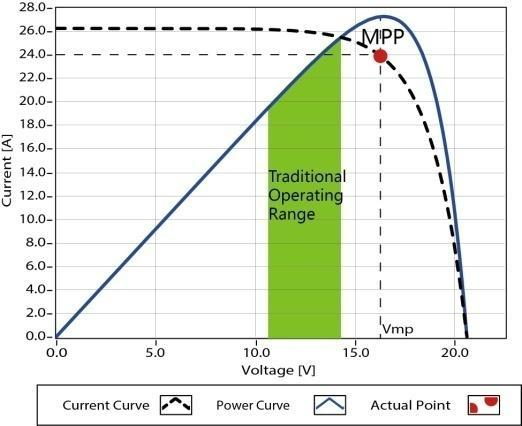 28.0
26.0
24.0
22.0
20.0
18.0
16.0
14.0
12.0
10.0
8.0
6.0
4.0
2.0
0.0
Current [A]
MPP
Traditional
Operating
Range
Vmp
0.0 5.0 10.0 15.0 20.0
Voltage [V]
Current Curve Power Curve Actual Point